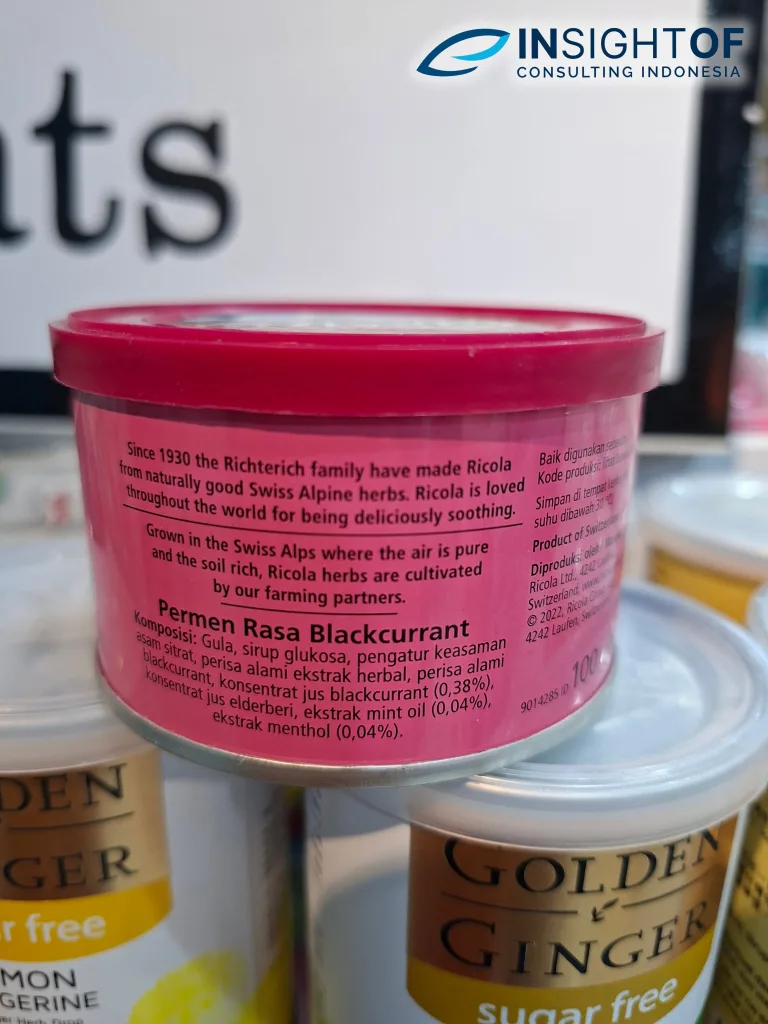 INSIGHTOF
CONSULTING INDONESIA
ts
Since 1930 the Richterich family have made Ricola
from naturally good Swiss Alpine herbs. Ricola is loved
throughout the world for being deliciously soothing.
Grown in the Swiss Alps where the air is pure
and the soil rich, Ricola herbs are cultivated
by our farming partners.
Permen Rasa Blackcurrant
Komposisi: Gula, sirup glukosa, pengatur keasaman
asam sitrat, perisa alami ekstrak herbal, perisa alami
blackcurrant, konsentrat jus blackcurrant (0,38%),
konsentrat jus elderberi, ekstrak mint oil (0,04%),
ekstrak menthol (0,04%).
Baik digunakan
Kode produksi:
Simpan di tempat
suhu dibawah 30
Product of
Diproduksi oleh:
Ricola Ltd., 4242
Switzerland, www.
© 2022, Ricola
4242 Laufen,
9014285 ID
100
DEN
GER
r free
MON
GERINE
Herb Drop
GOLDEN
GINGER
sugar free